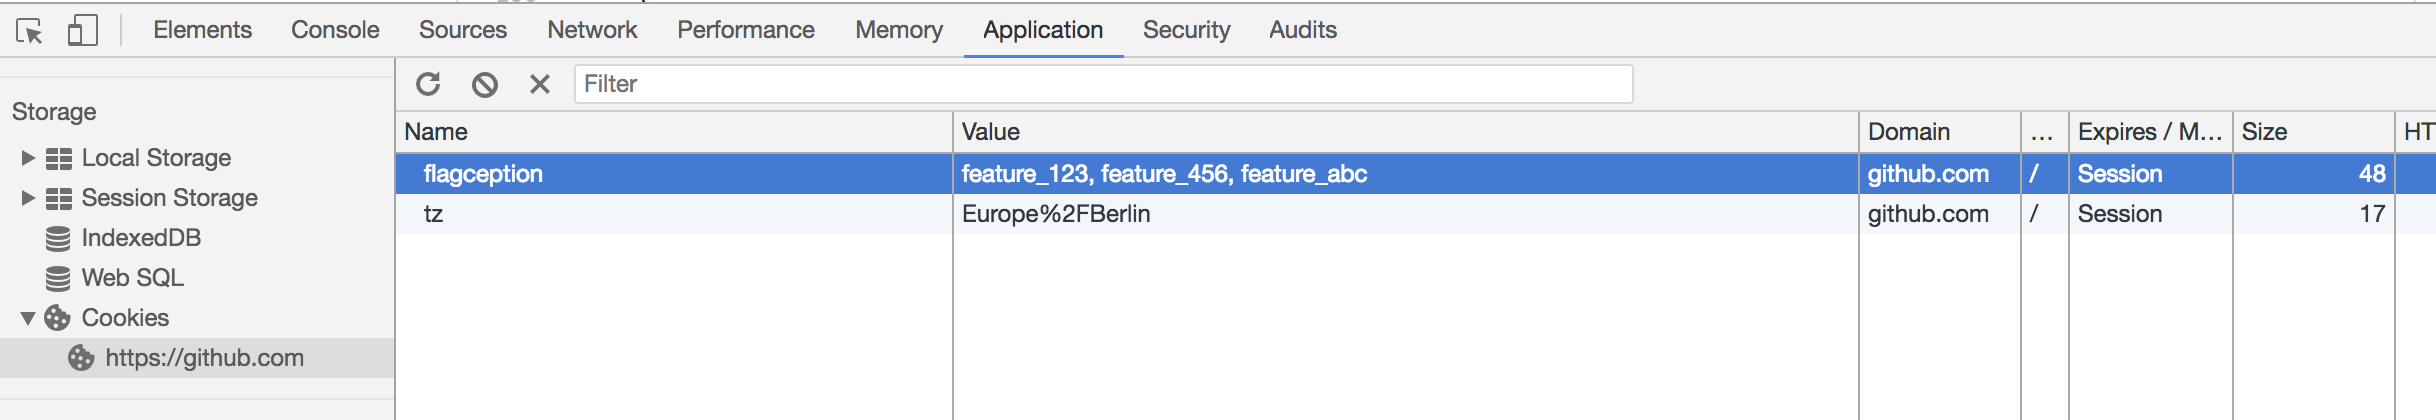 Elements Console Sources Network Performance Memory Application Security Audits
Filter
Storage
Local Storage
Session Storage
IndexedDB
Web SQL
Cookies
https://github.com
Name Value Domain ... Expires / M... Size HT
flagception feature_123, feature_456, feature_abc github.com / Session 48
tz Europe%2FBerlin github.com / Session 17